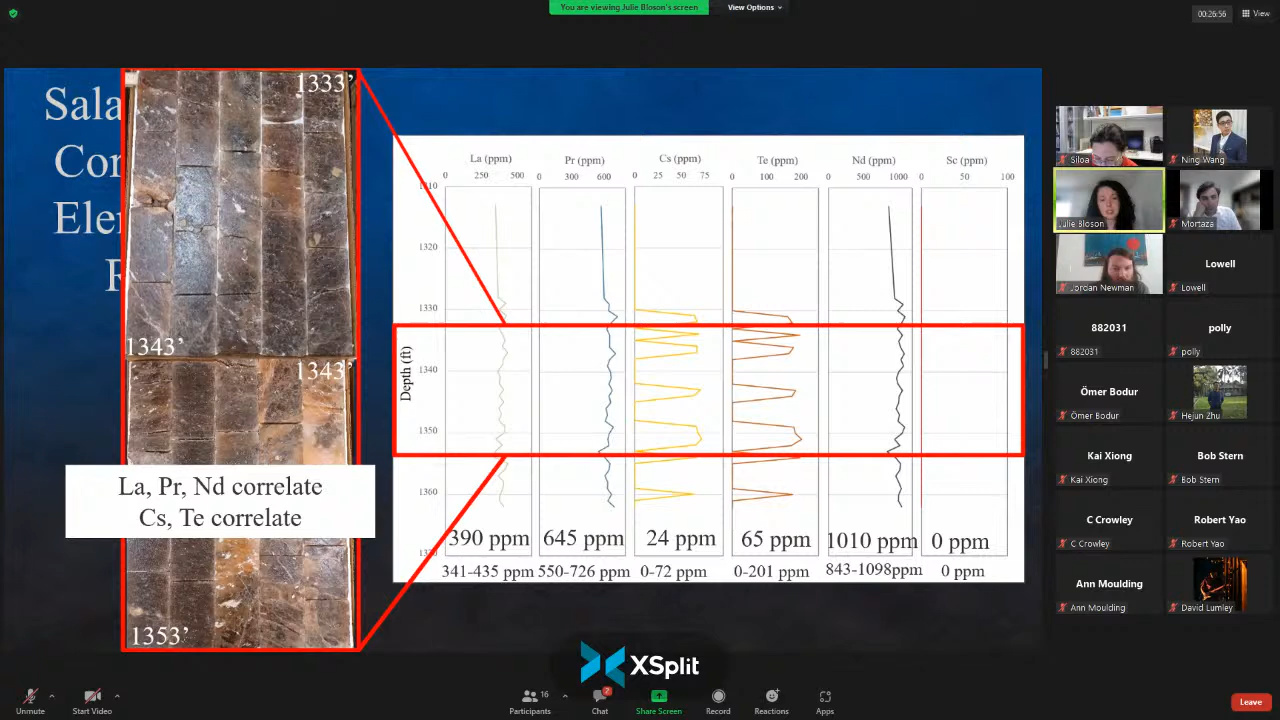 You are viewing Julie Bloson's screen
View Options
00:26:56
View
Sala
Cor
Eler
1333'
1343'
1343'
1353'
La, Pr, Nd correlate
Cs, Te correlate
La (ppm)
Pr (ppm)
Cs (ppm)
Te (ppm)
Nd (ppm)
Sc (ppm)
0 250 500
0 300 600
0 25 50 75
0 100 200
0 500 1000
0 50 100
1320
1330
1340
1350
1360
Depth (ft)
390 ppm 645 ppm 24 ppm 65 ppm 1010 ppm 0 ppm
341-435 ppm 550-726 ppm 0-72 ppm 0-201 ppm 843-1098ppm 0 ppm
Siloa
Ning Wang
Julie Bloson
Mortaza
Jordan Newman
Lowell
Lowell
882031
882031
polly
polly
Ömer Bodur
Ömer Bodur
Hejun Zhu
Kai Xiong
Kai Xiong
Bob Stern
Bob Stern
C Crowley
C Crowley
Robert Yao
Robert Yao
Ann Moulding
Ann Moulding
David Lumley
XSplit
Unmute
Start Video
Participants
16
Chat
2
Share Screen
Record
Reactions
Apps
Leave